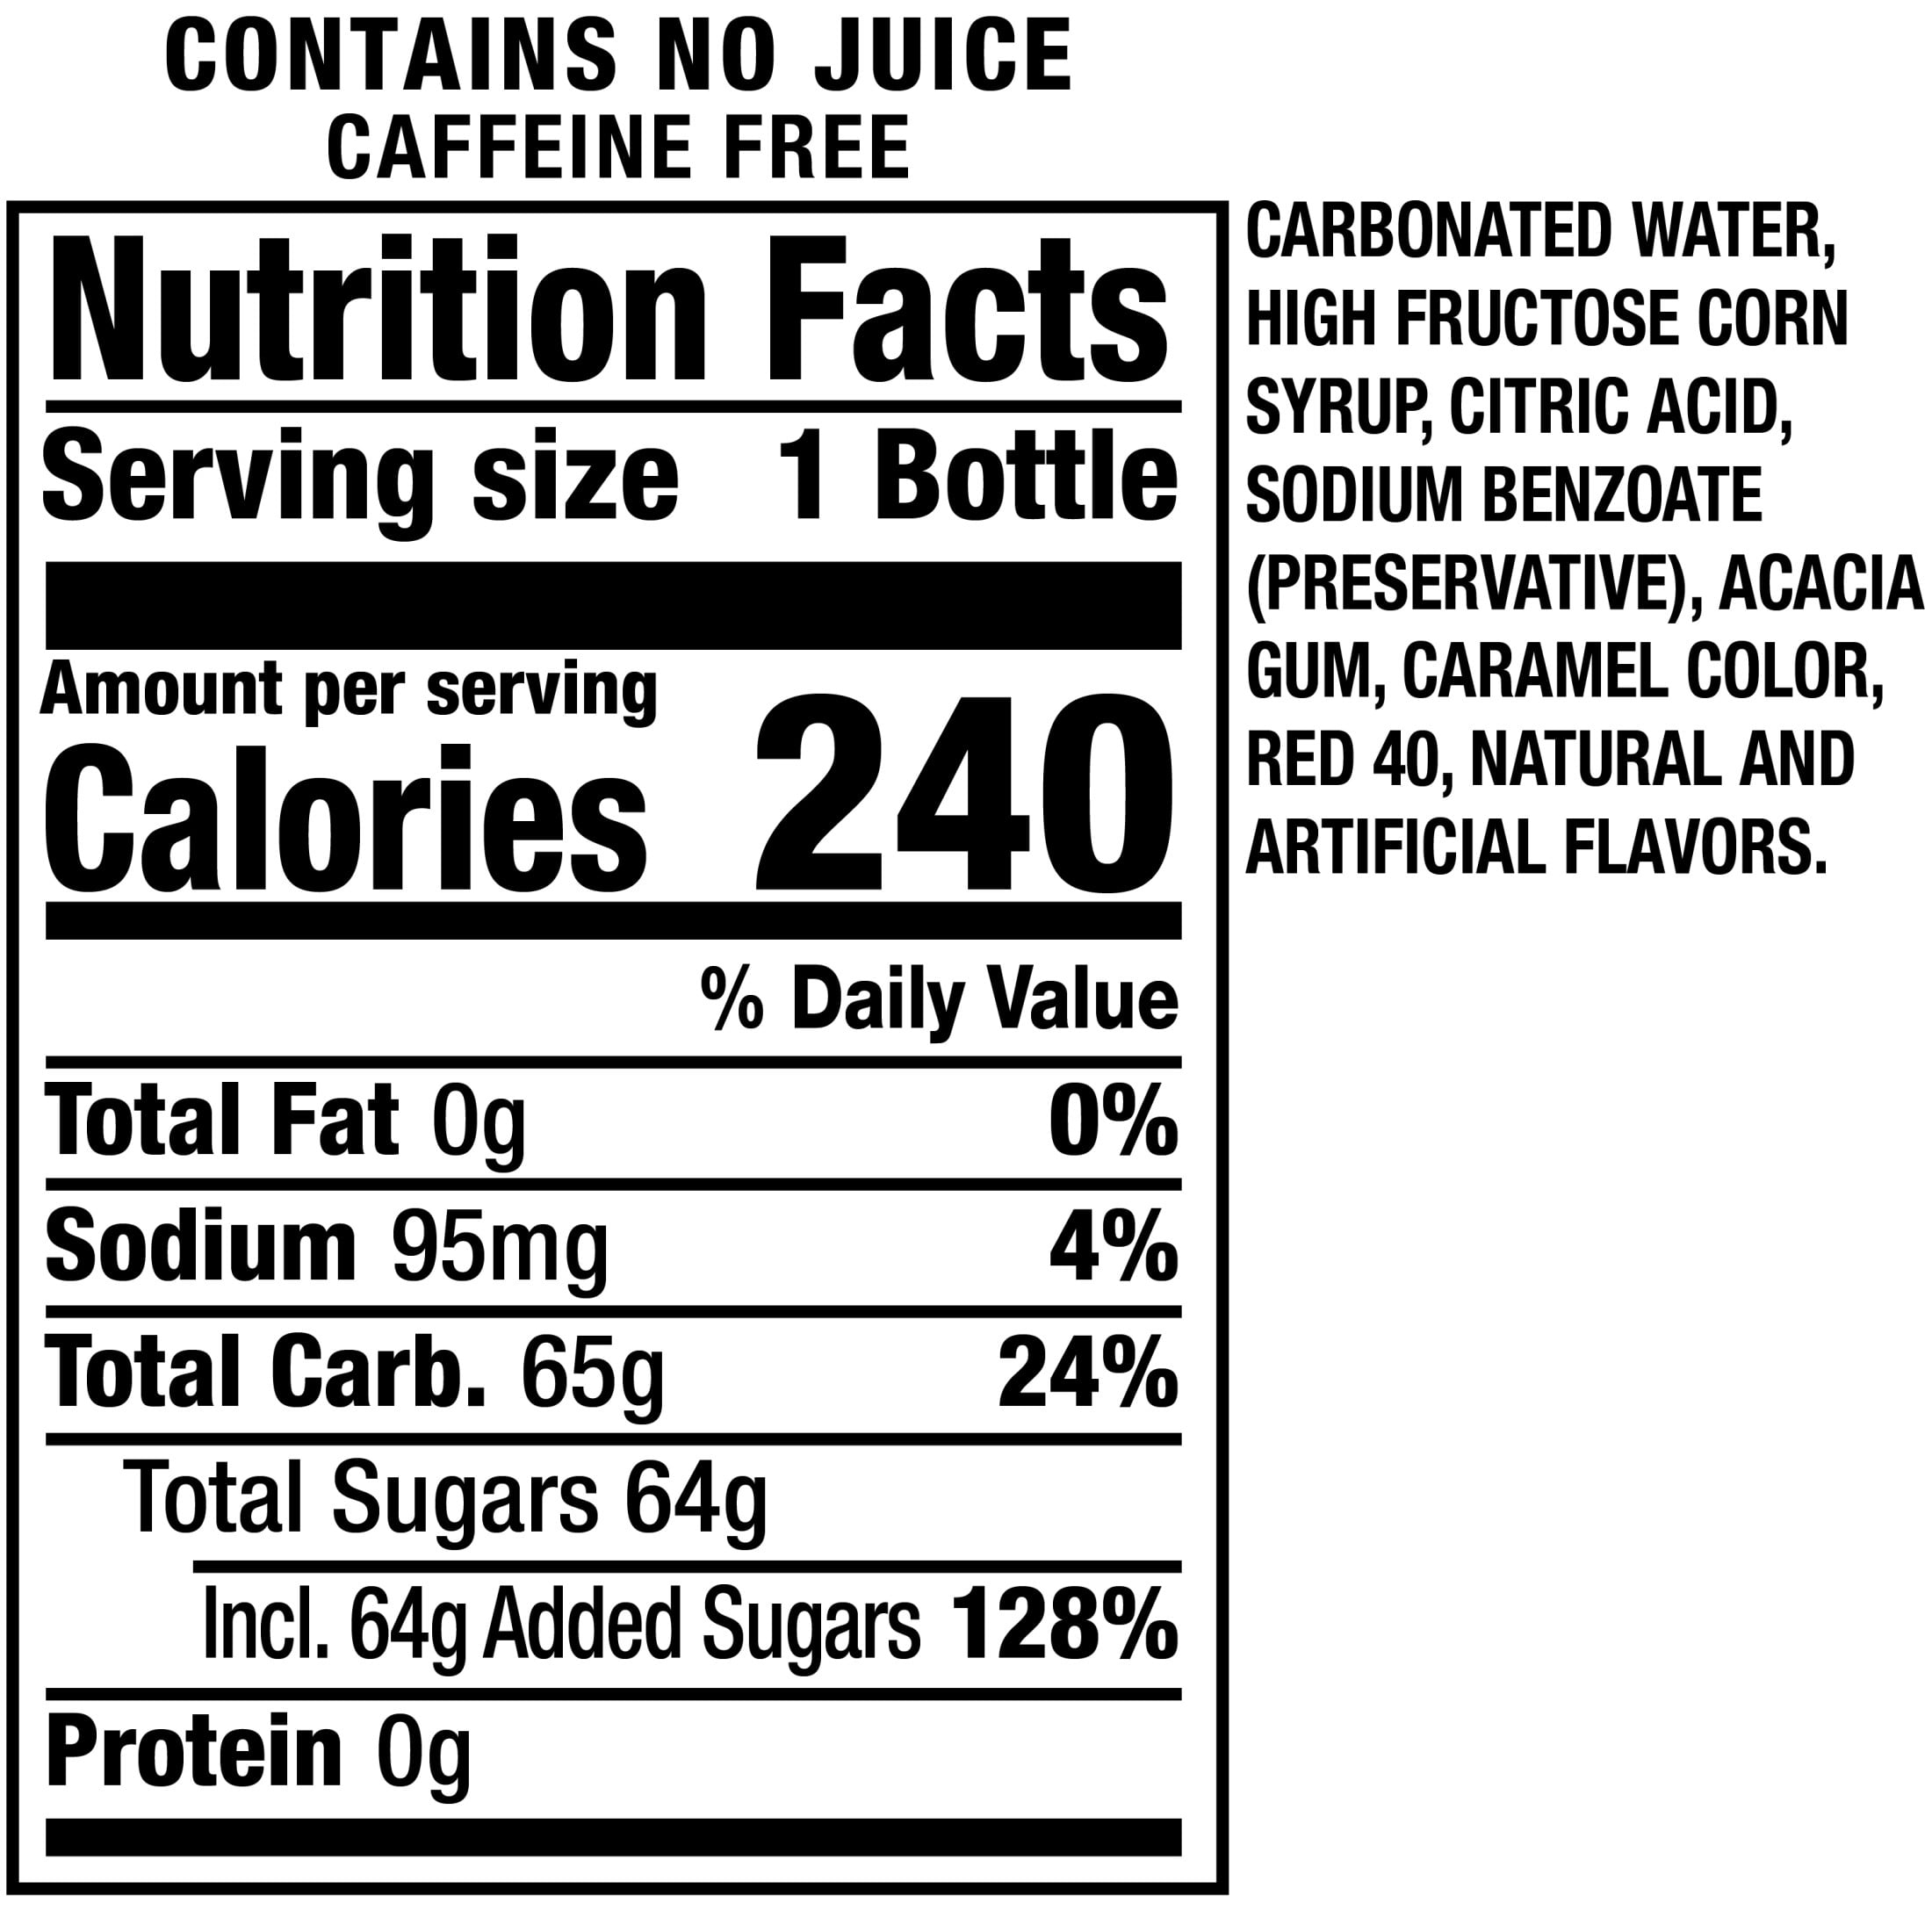 CONTAINS NO JUICE
CAFFEINE FREE
Nutrition Facts
Serving size 1 Bottle
Amount per serving
Calories 240
% Daily Value
Total Fat 0g 0%
Sodium 95mg 4%
Total Carb. 65g 24%
Total Sugars 64g
Incl. 64g Added Sugars 128%
Protein 0g
CARBONATED WATER,
HIGH FRUCTOSE CORN
SYRUP, CITRIC ACID,
SODIUM BENZOATE
(PRESERVATIVE), ACACIA
GUM, CARAMEL COLOR,
RED 40, NATURAL AND
ARTIFICIAL FLAVORS.